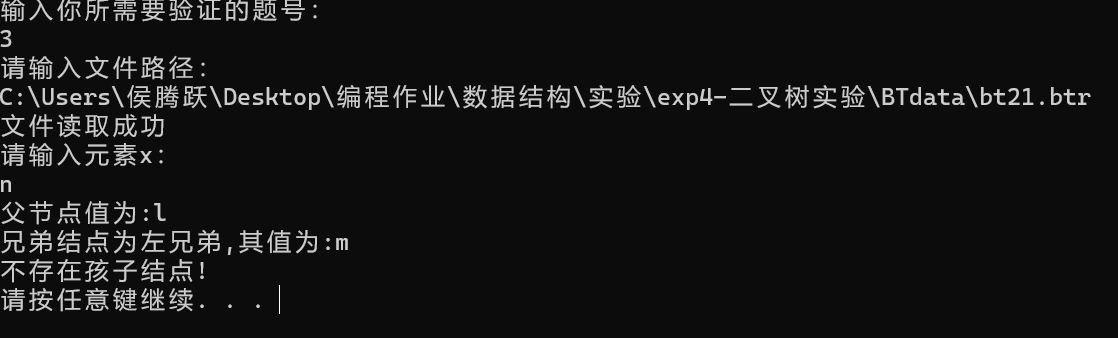 输入你所需要验证的题号:
3
请输入文件路径:
C:\Users\侯腾跃\Desktop\编程作业\数据结构\实验\exp4-二叉树实验\BTdata\bt21.btr
文件读取成功
请输入元素x:
n
父节点值为:l
兄弟结点为左兄弟,其值为:m
不存在孩子结点!
请按任意键继续. . .